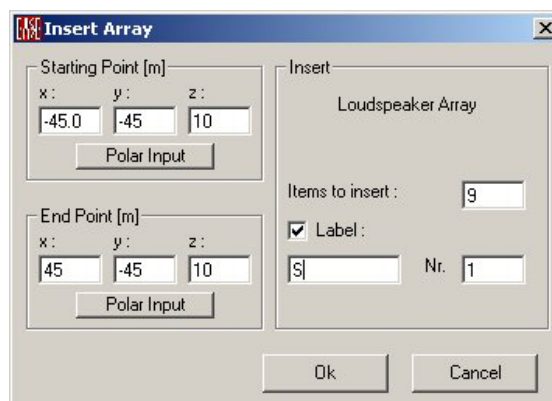 Insert Array
Starting Point [m]
x : y : z :
-45.0 -45 10
Polar Input
End Point [m]
x : y : z :
45 -45 10
Polar Input
Insert
Loudspeaker Array
Items to insert : 9
Label :
S Nr. 1
Ok Cancel